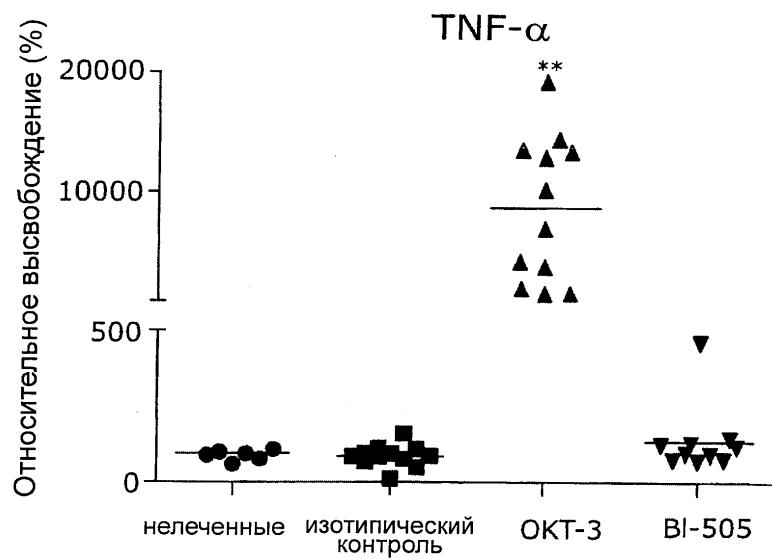 TNF-α
Относительное высвобождение (%)
20000
10000
500
0
**
нелеченные
изотипический
контроль
OKT-3
BI-505